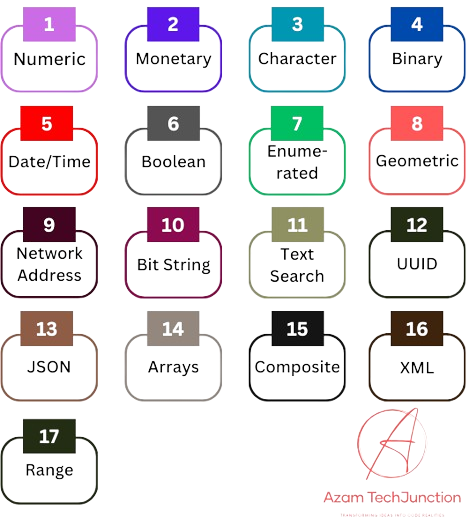 1
Numeric
2
Monetary
3
Character
4
Binary
5
Date/Time
6
Boolean
7
Enume-
rated
8
Geometric
9
Network
Address
10
Bit String
11
Text
Search
12
UUID
13
JSON
14
Arrays
15
Composite
16
XML
17
Range
Azam TechJunction